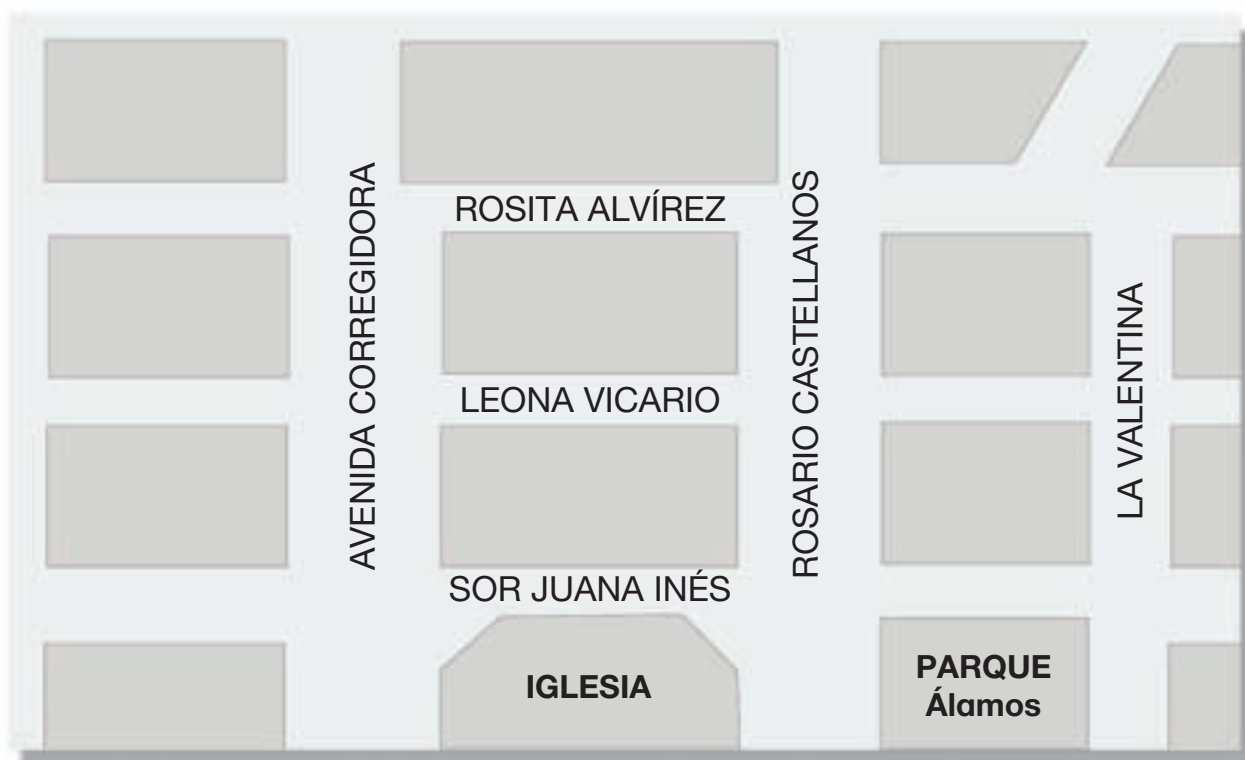 ROSITA ALVÍREZ
AVENIDA CORREGIDORA
ROSARIO CASTELLANOS
LEONA VICARIO
LA VALENTINA
SOR JUANA INÉS
IGLESIA
PARQUE
Álamos